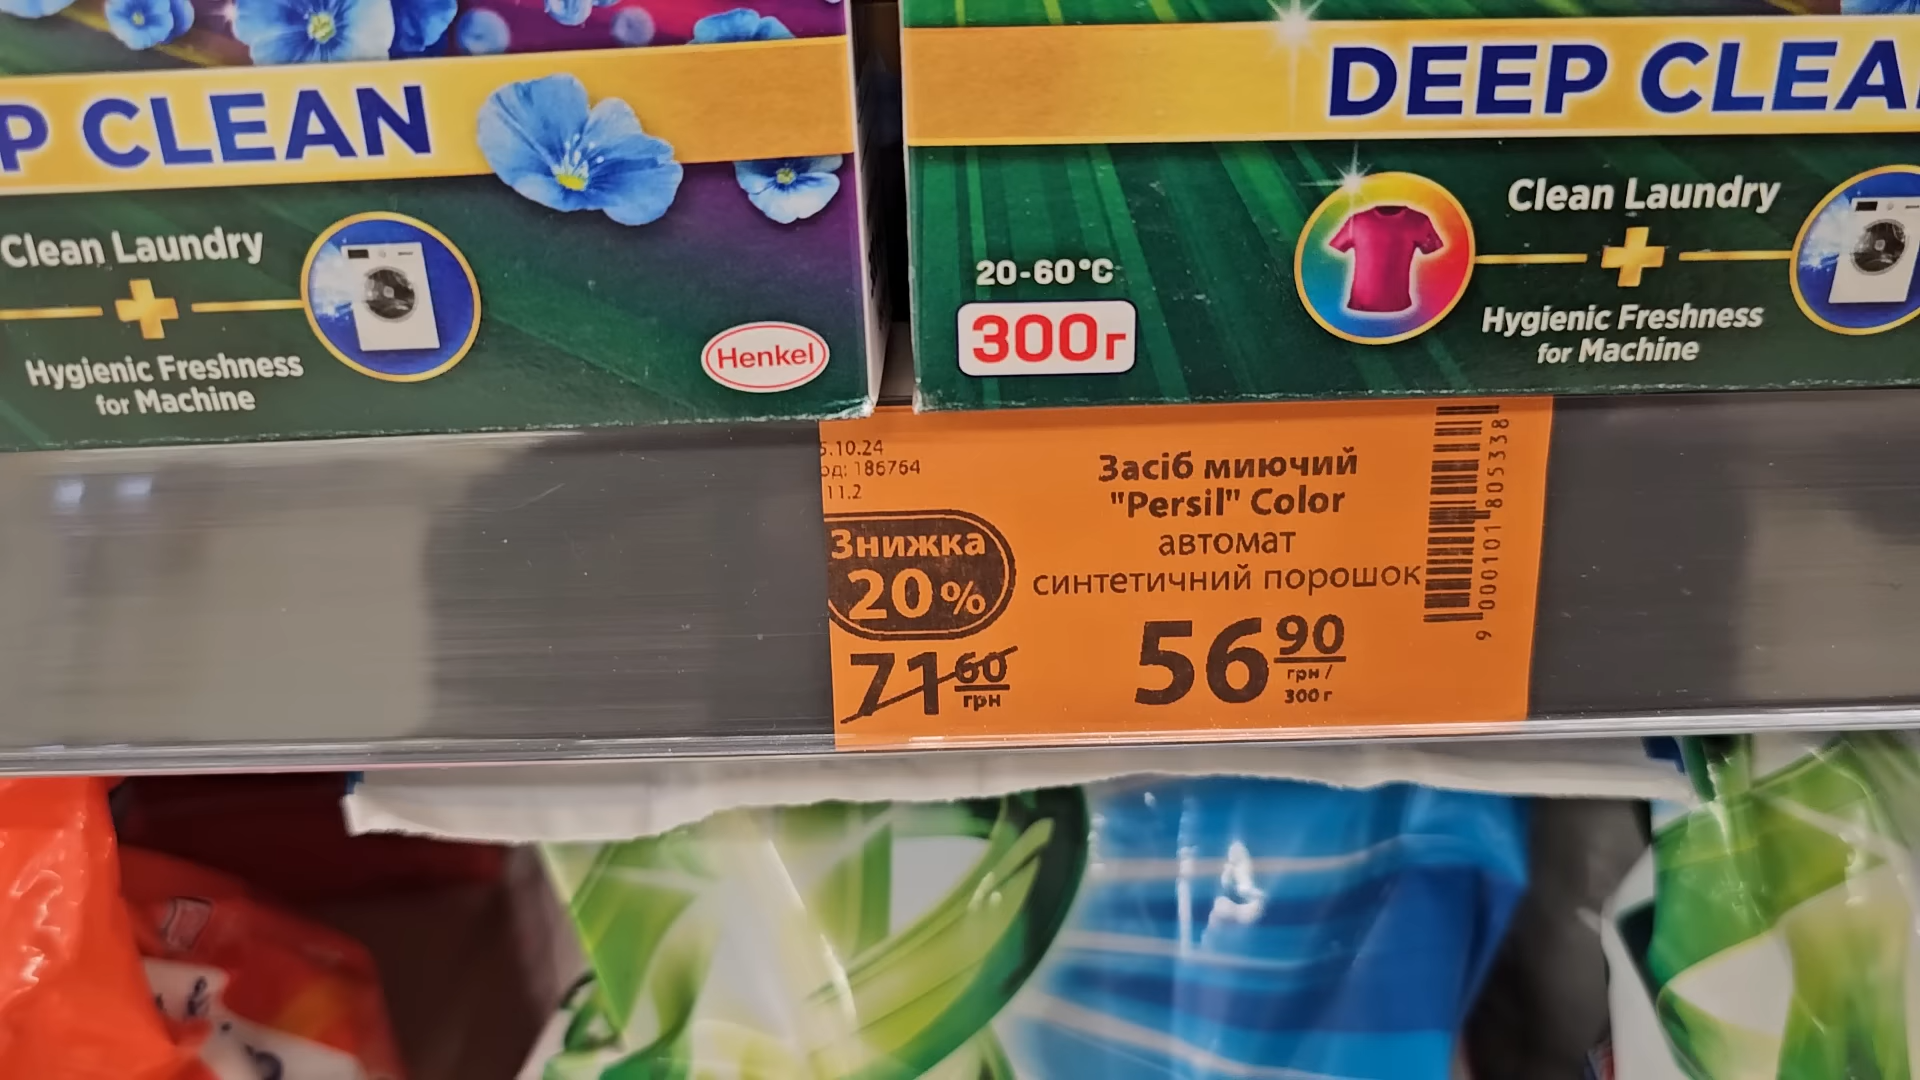 P CLEAN
Clean Laundry
Hygienic Freshness
for Machine
Henkel
DEEP CLEA
20-60°C
300г
Clean Laundry
Hygienic Freshness
for Machine
5.10.24
од: 186764
11.2
Знижка
20%
71 60
грн
Засіб миючий
"Persil" Color
автомат
синтетичний порошок
56 90
грн /
300 г
9 000101 805338